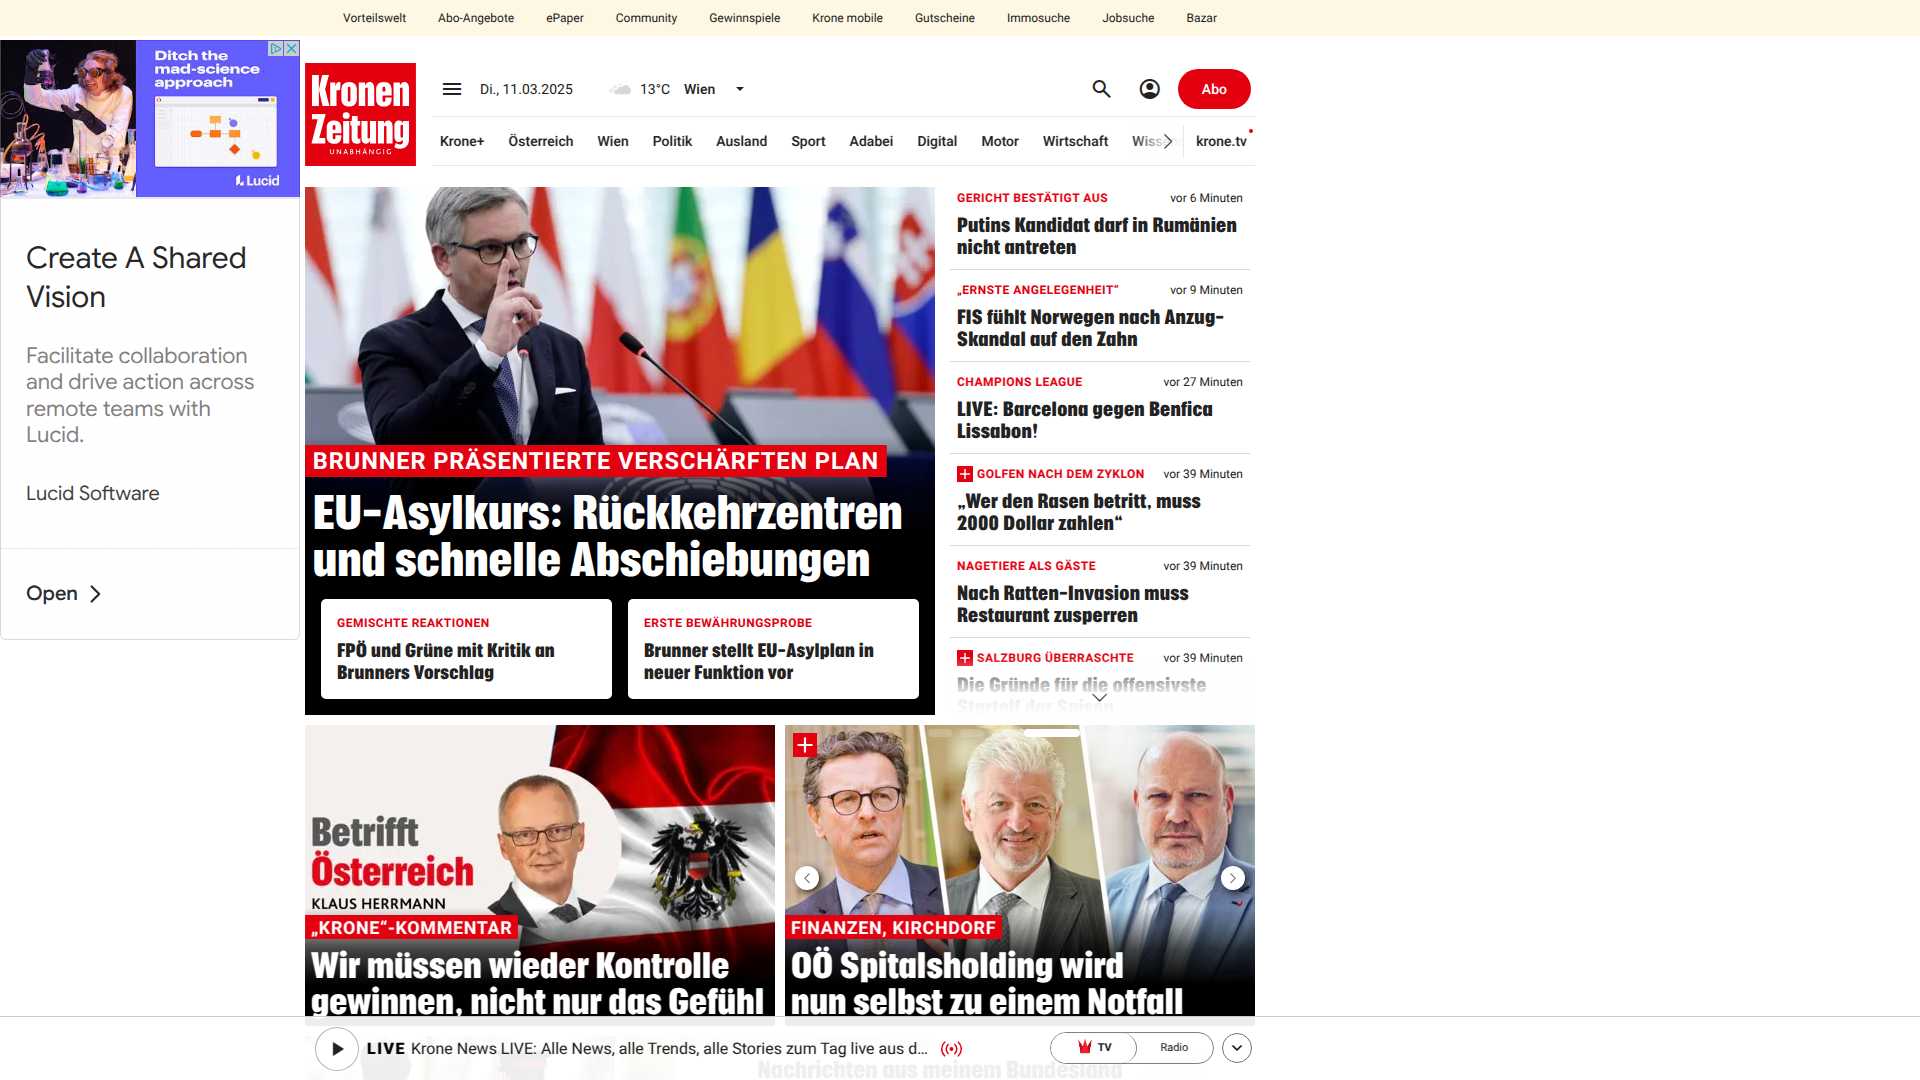 Vorteilswelt Abo-Angebote ePaper Community Gewinnspiele Krone mobile Gutscheine Immosuche Jobsuche Bazar
Ditch the
mad-science
approach
Lucid
Create A Shared
Vision
Facilitate collaboration
and drive action across
remote teams with
Lucid.
Lucid Software
Open
Kronen
Zeitung
UNABHÄNGIG
Di., 11.03.2025 13°C Wien
Abo
Krone+ Österreich Wien Politik Ausland Sport Adabei Digital Motor Wirtschaft Wiss krone.tv
BRUNNER PRÄSENTIERTE VERSCHÄRFTEN PLAN
EU-Asylkurs: Rückkehrzentren
und schnelle Abschiebungen
GEMISCHTE REAKTIONEN
FPÖ und Grüne mit Kritik an
Brunners Vorschlag
ERSTE BEWÄHRUNGSPROBE
Brunner stellt EU-Asylplan in
neuer Funktion vor
GERICHT BESTÄTIGT AUS vor 6 Minuten
Putins Kandidat darf in Rumänien
nicht antreten
„ERNSTE ANGELEGENHEIT“ vor 9 Minuten
FIS fühlt Norwegen nach Anzug-
Skandal auf den Zahn
CHAMPIONS LEAGUE vor 27 Minuten
LIVE: Barcelona gegen Benfica
Lissabon!
GOLFEN NACH DEM ZYKLON vor 39 Minuten
„Wer den Rasen betritt, muss
2000 Dollar zahlen“
NAGETIERE ALS GÄSTE vor 39 Minuten
Nach Ratten-Invasion muss
Restaurant zusperren
SALZBURG ÜBERRASCHTE vor 39 Minuten
Die Gründe für die offensivste
Startelf der Saison
Betrifft
Österreich
KLAUS HERRMANN
„KRONE“-KOMMENTAR
Wir müssen wieder Kontrolle
gewinnen, nicht nur das Gefühl
FINANZEN, KIRCHDORF
OÖ Spitalsholding wird
nun selbst zu einem Notfall
LIVE Krone News LIVE: Alle News, alle Trends, alle Stories zum Tag live aus d...
TV Radio
Nachrichten aus meinem Bundesland